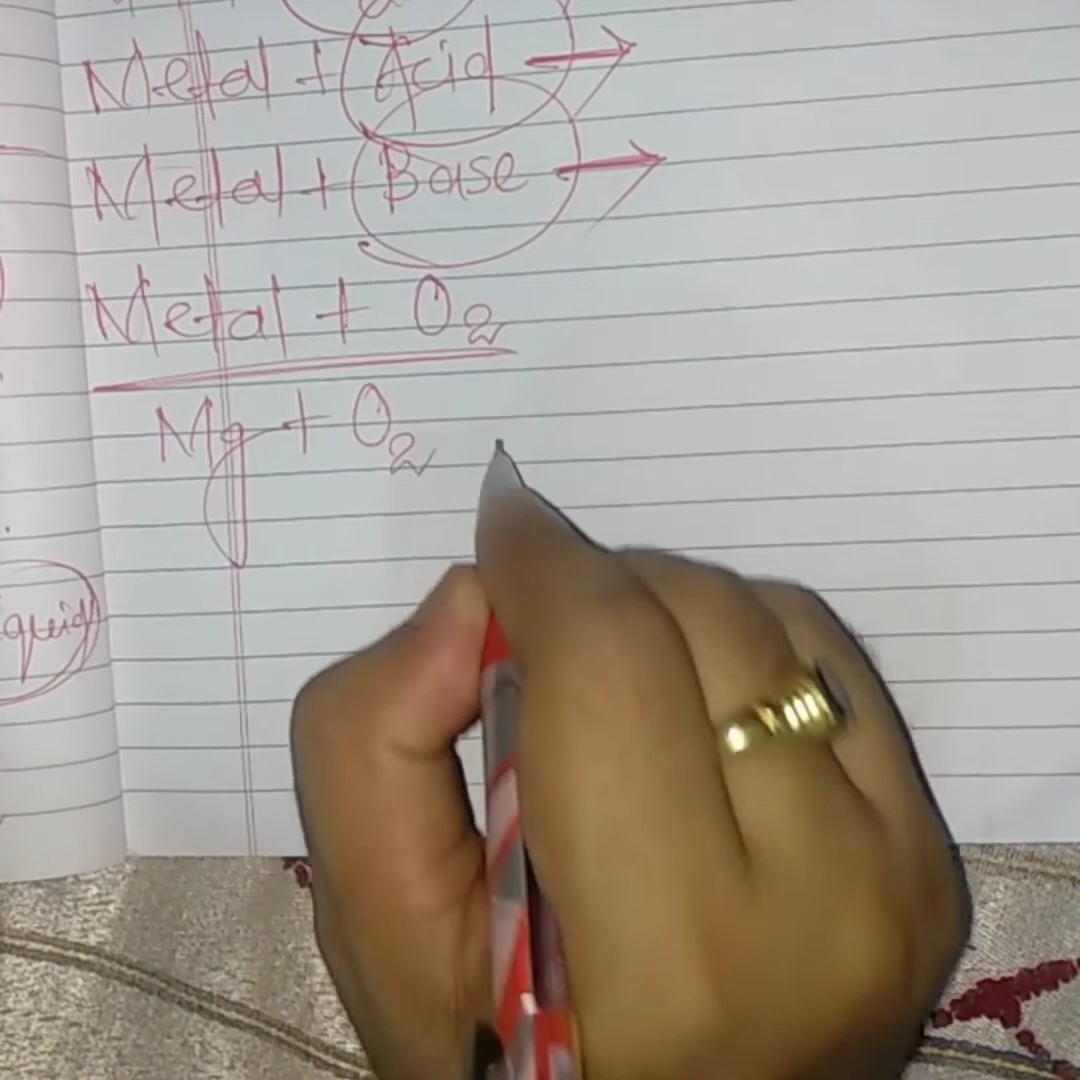 Metal + Acid →
Metal + Base →
Metal + O₂
Mg + O₂